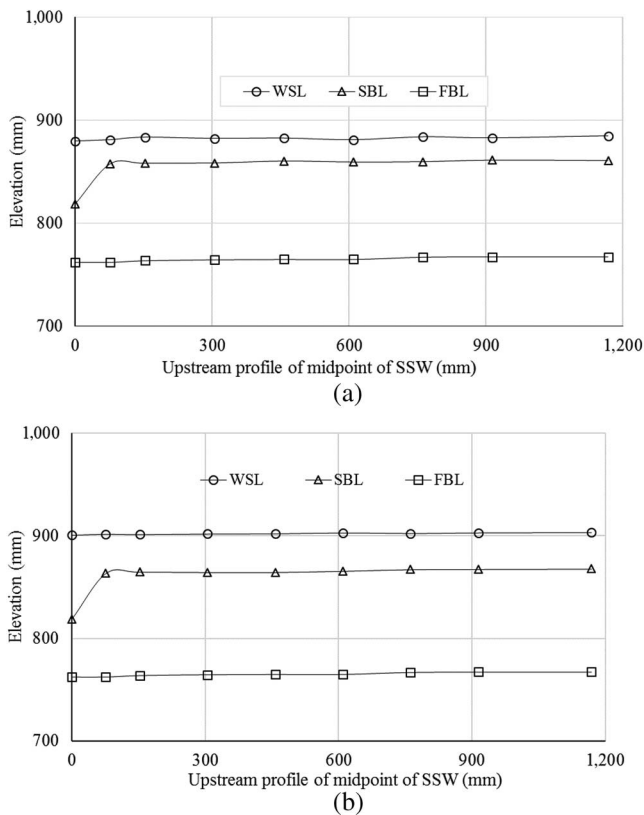 1,000
WSL SBL FBL
900
Elevation (mm)
800
700
0 300 600 900 1,200
Upstream profile of midpoint of SSW (mm)
(a)
1,000
WSL SBL FBL
900
Elevation (mm)
800
700
0 300 600 900 1,200
Upstream profile of midpoint of SSW (mm)
(b)